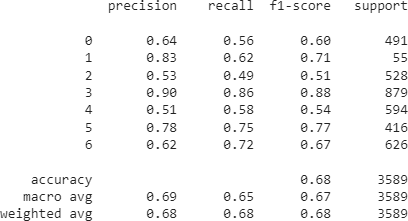 precision recall f1-score support
0 0.64 0.56 0.60 491
1 0.83 0.62 0.71 55
2 0.53 0.49 0.51 528
3 0.90 0.86 0.88 879
4 0.51 0.58 0.54 594
5 0.78 0.75 0.77 416
6 0.62 0.72 0.67 626
accuracy 0.68 3589
macro avg 0.69 0.65 0.67 3589
weighted avg 0.68 0.68 0.68 3589